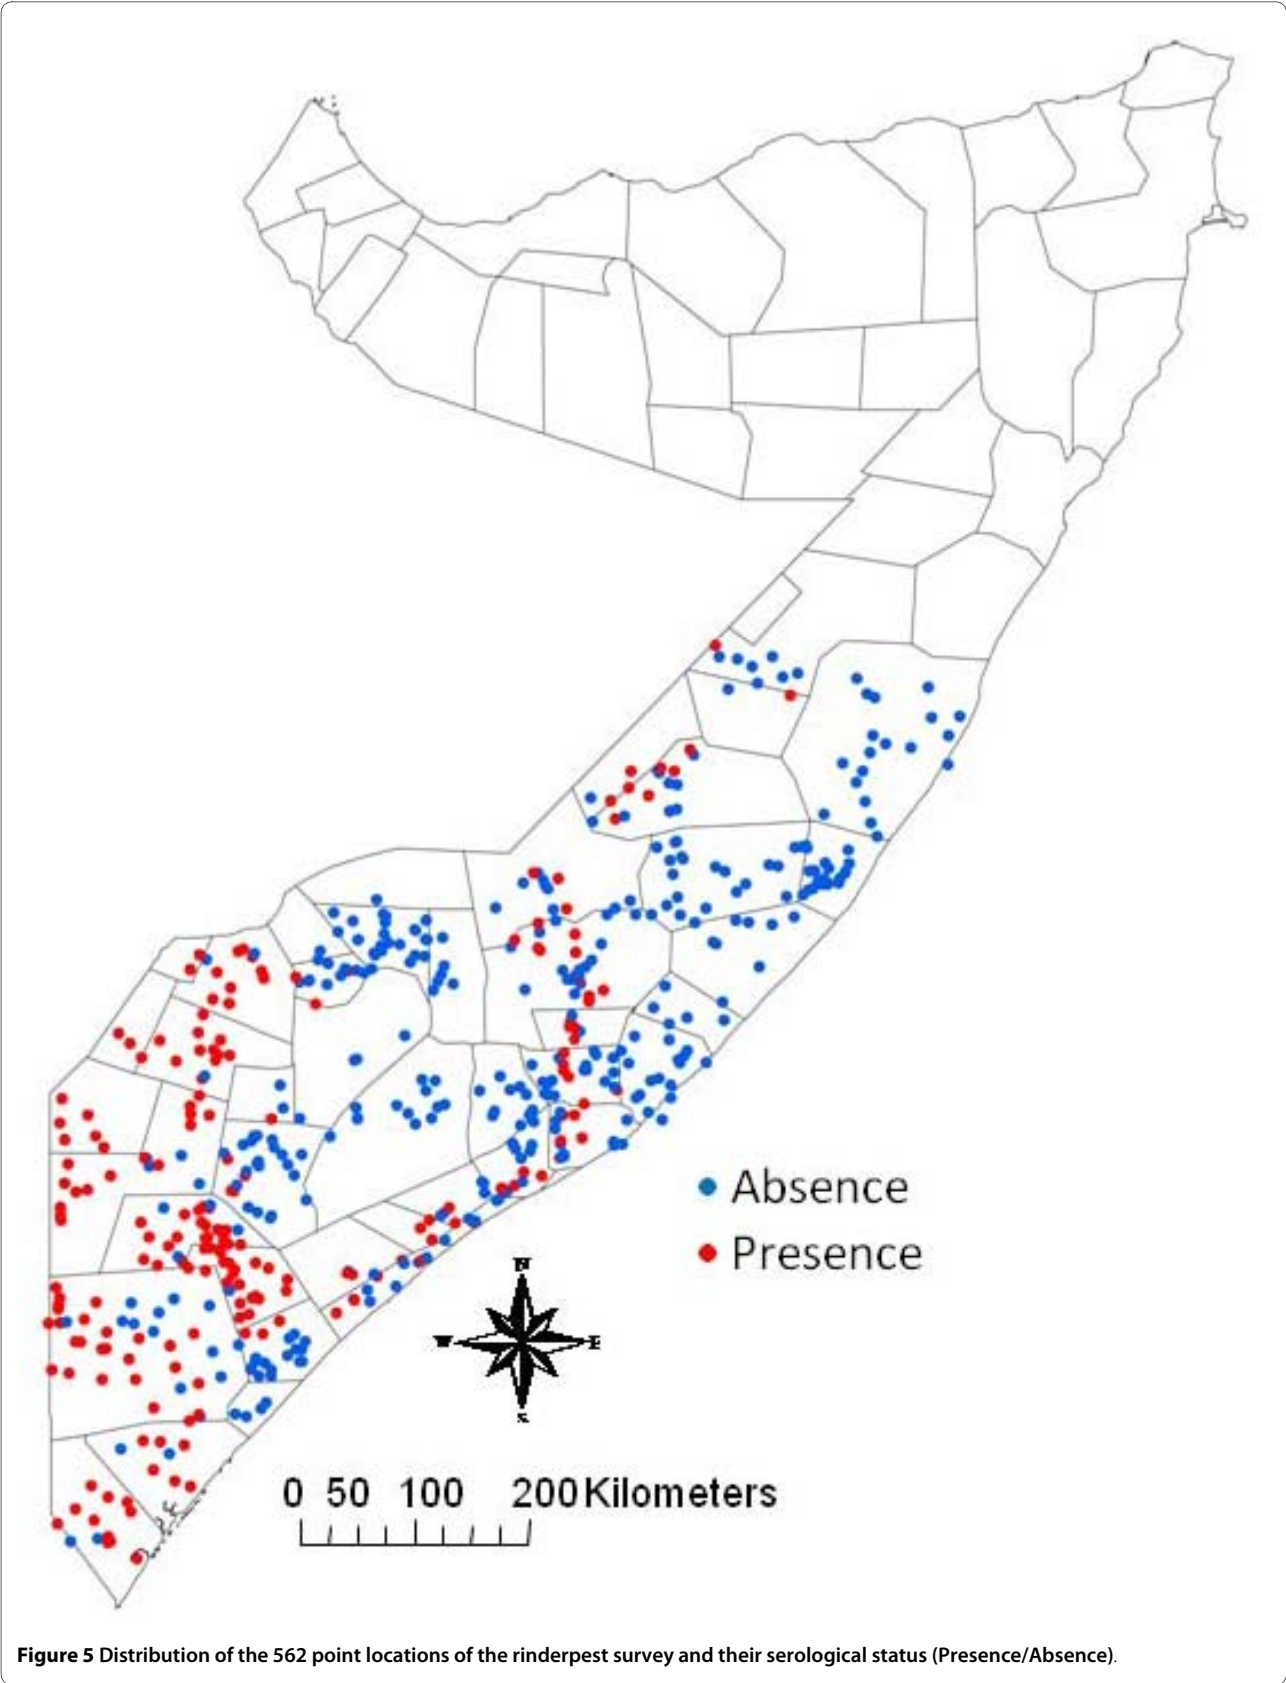 Absence
Presence
N
W E
S
0 50 100 200 Kilometers
Figure 5 Distribution of the 562 point locations of the rinderpest survey and their serological status (Presence/Absence).